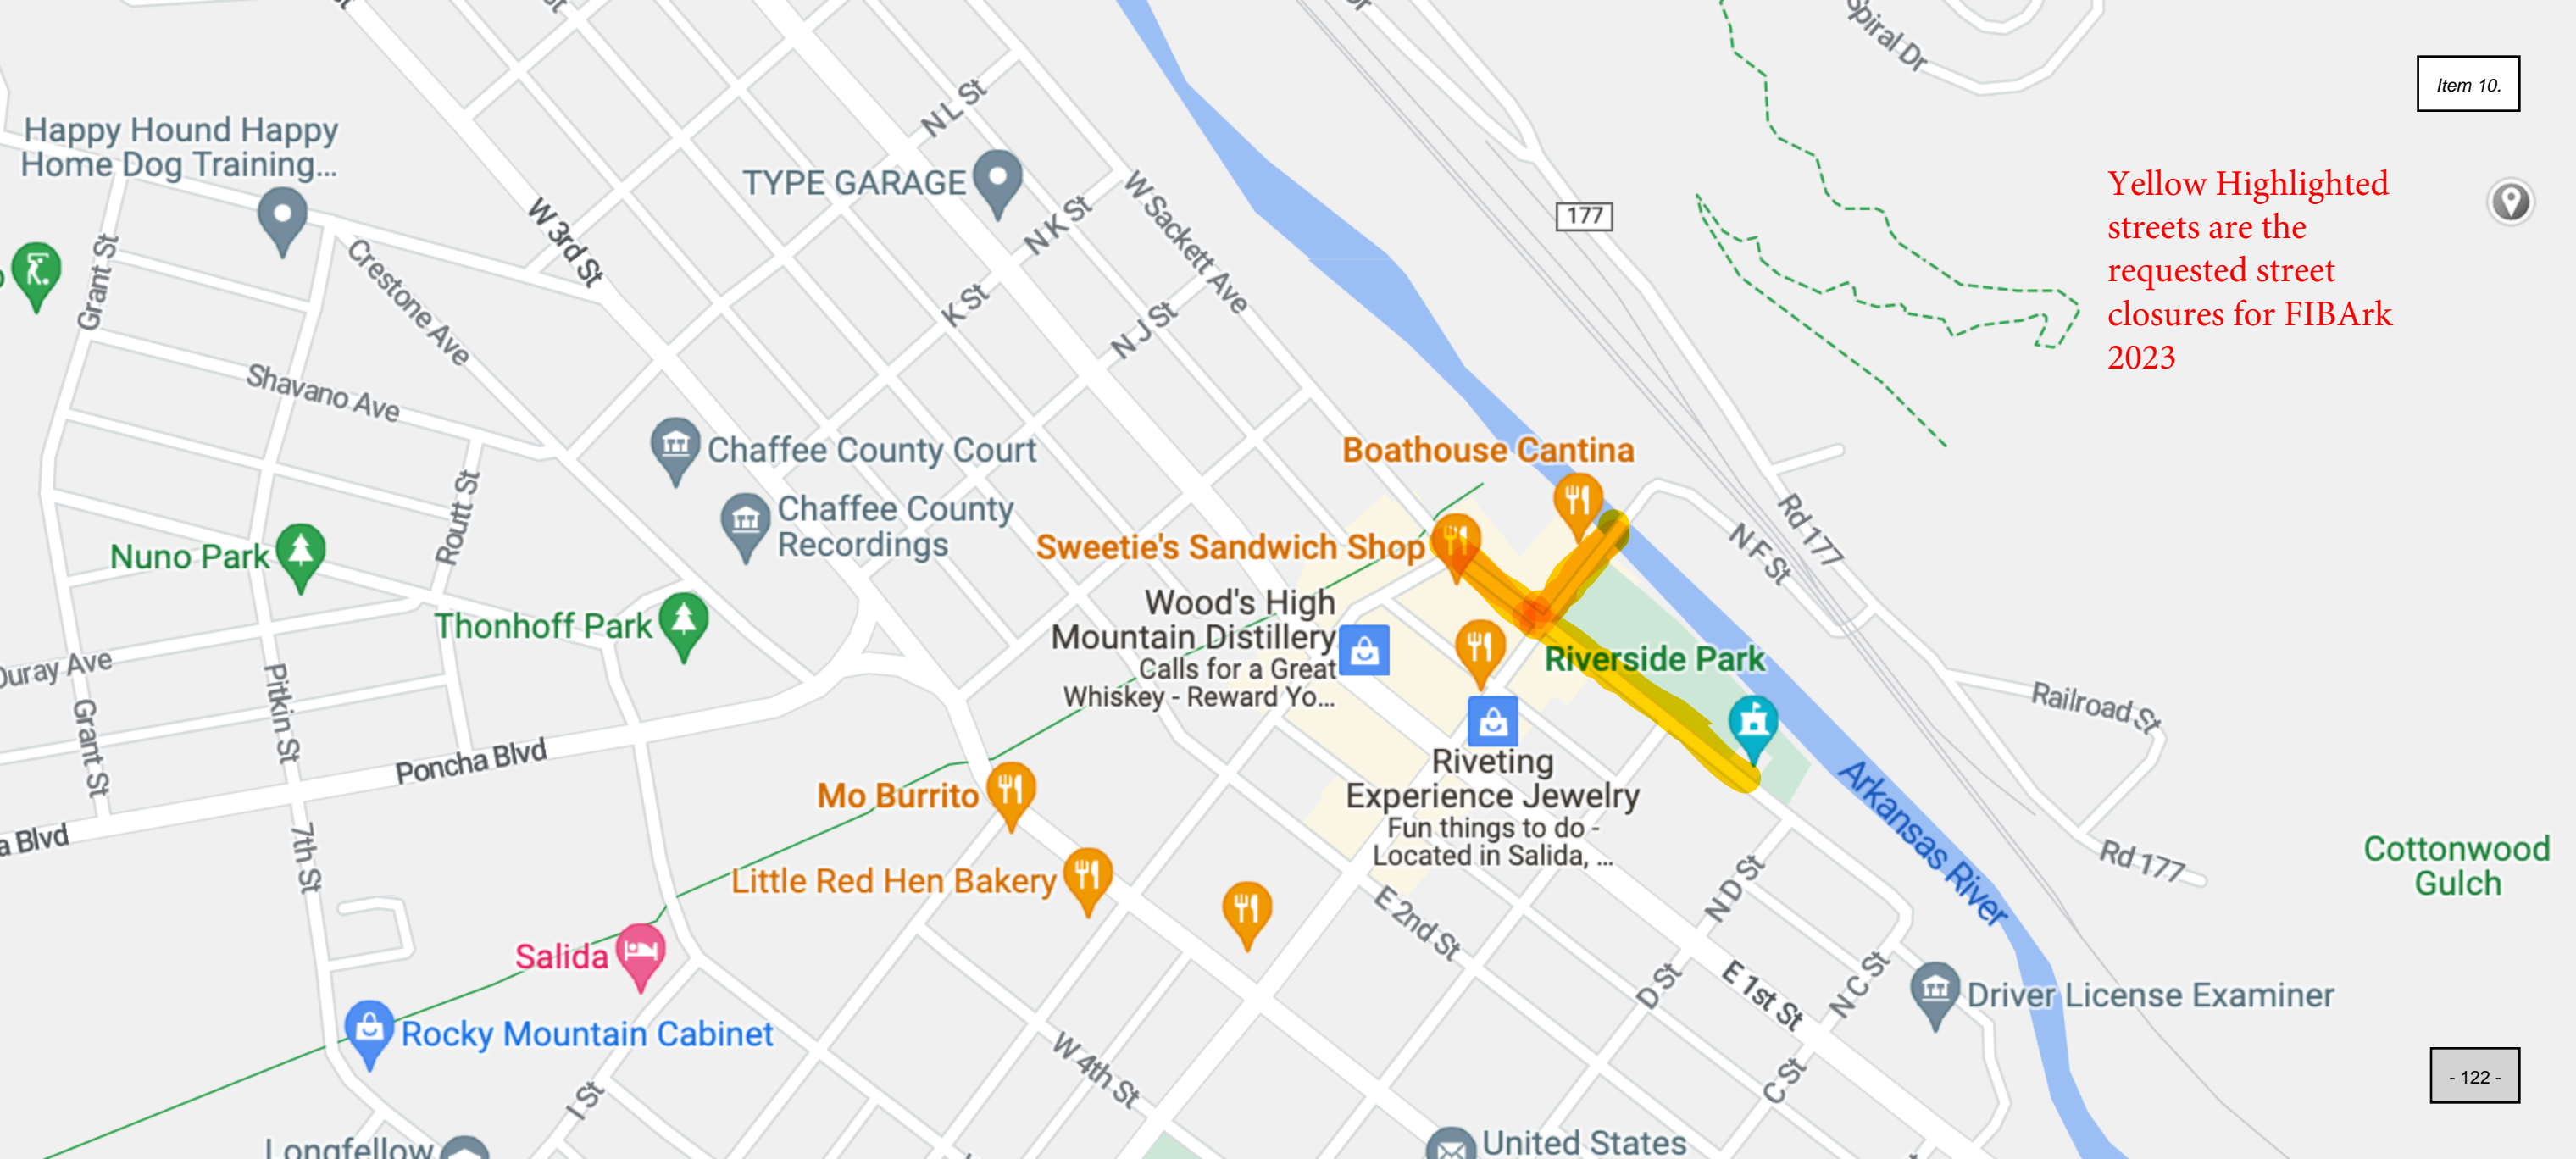 Spiral Dr
Item 10.
Happy Hound Happy
Home Dog Training...
N L St
TYPE GARAGE
W Sackett Ave
N K St
W 3rd St
177
Yellow Highlighted
streets are the
requested street
closures for FIBArk
2023
Grant St
Crestone Ave
K St
N J St
Shavano Ave
Chaffee County Court
Boathouse Cantina
Routt St
Chaffee County
Recordings
Rd 177
Nuno Park
Sweetie's Sandwich Shop
N F St
Thonhoff Park
Wood's High
Mountain Distillery
Calls for a Great
Whiskey - Reward Yo...
Riverside Park
Ouray Ave
Pitkin St
Grant St
Railroad St
Poncha Blvd
Riveting
Experience Jewelry
Fun things to do -
Located in Salida, ...
Arkansas River
Mo Burrito
a Blvd
7th St
Rd 177
Cottonwood
Gulch
Little Red Hen Bakery
E 2nd St
N D St
Salida
D St
E 1st St
N C St
Driver License Examiner
Rocky Mountain Cabinet
W 4th St
C St
- 122 -
I St
Longfellow
United States